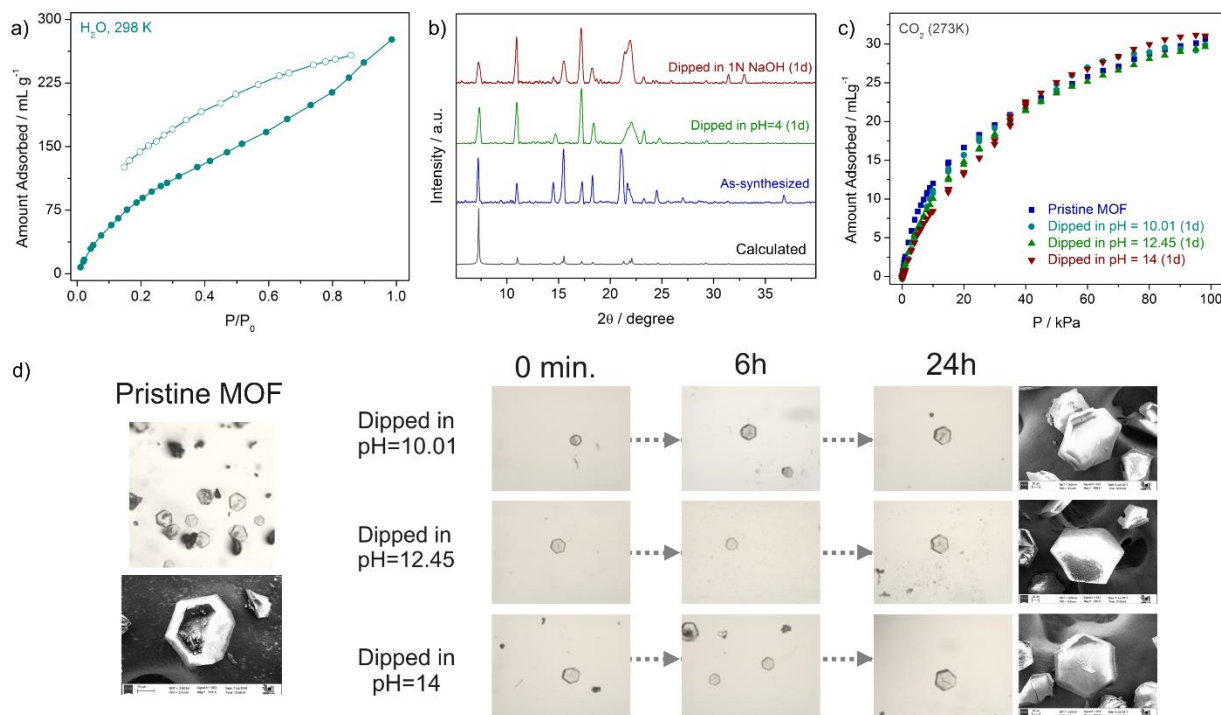 a)
H₂O, 298 K
Amount Adsorbed / mL g⁻¹
300
225
150
75
0
0.0 0.2 0.4 0.6 0.8 1.0
P/P₀
b)
Intensity / a.u.
Dipped in 1N NaOH (1d)
Dipped in pH=4 (1d)
As-synthesized
Calculated
10 15 20 25 30 35
2θ / degree
c)
CO₂ (273K)
Amount Adsorbed / mLg⁻¹
30
25
20
15
10
5
0
Pristine MOF
Dipped in pH = 10.01 (1d)
Dipped in pH = 12.45 (1d)
Dipped in pH = 14 (1d)
0 20 40 60 80 100
P / kPa
d)
Pristine MOF
0 min. 6h 24h
Dipped in
pH=10.01
Dipped in
pH=12.45
Dipped in
pH=14